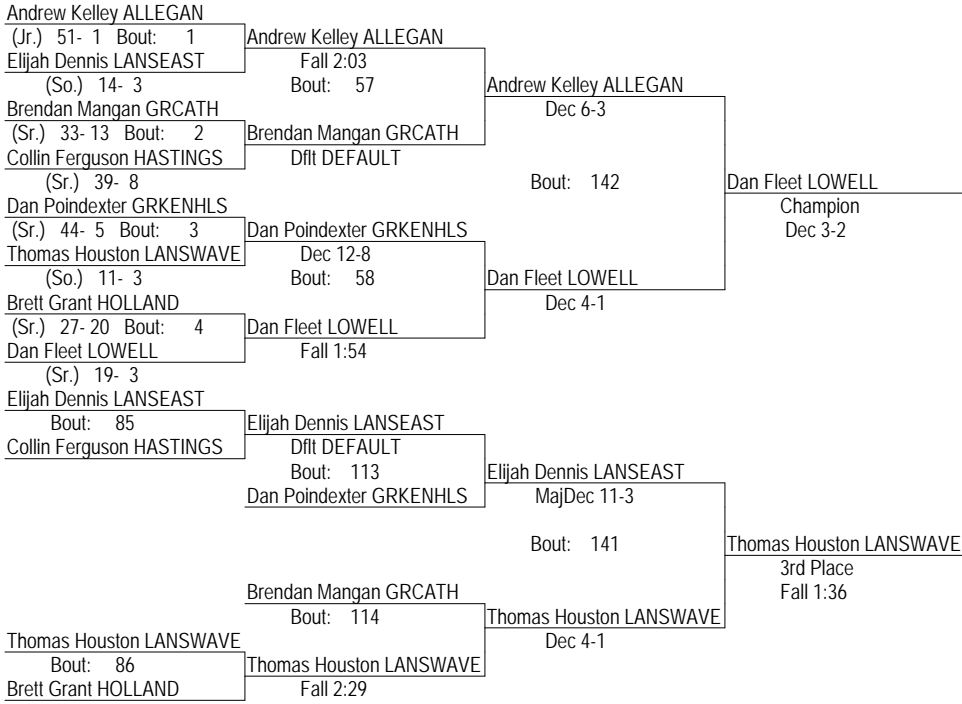 Andrew Kelley ALLEGAN
(Jr.) 51- 1 Bout: 1
Andrew Kelley ALLEGAN
Elijah Dennis LANSEAST
Fall 2:03
(So.) 14- 3
Bout: 57
Andrew Kelley ALLEGAN
Brendan Mangan GRCATH
Dec 6-3
(Sr.) 33- 13 Bout: 2
Brendan Mangan GRCATH
Collin Ferguson HASTINGS
Dflt DEFAULT
(Sr.) 39- 8
Bout: 142
Dan Fleet LOWELL
Dan Poindexter GRKENHLS
Champion
(Sr.) 44- 5 Bout: 3
Dan Poindexter GRKENHLS
Dec 3-2
Thomas Houston LANSWAVE
Dec 12-8
(So.) 11- 3
Bout: 58
Dan Fleet LOWELL
Brett Grant HOLLAND
Dec 4-1
(Sr.) 27- 20 Bout: 4
Dan Fleet LOWELL
Dan Fleet LOWELL
Fall 1:54
(Sr.) 19- 3
Elijah Dennis LANSEAST
Bout: 85
Elijah Dennis LANSEAST
Collin Ferguson HASTINGS
Dflt DEFAULT
Bout: 113
Elijah Dennis LANSEAST
Dan Poindexter GRKENHLS
MajDec 11-3
Bout: 141
Thomas Houston LANSWAVE
3rd Place
Brendan Mangan GRCATH
Fall 1:36
Bout: 114
Thomas Houston LANSWAVE
Thomas Houston LANSWAVE
Dec 4-1
Bout: 86
Thomas Houston LANSWAVE
Brett Grant HOLLAND
Fall 2:29